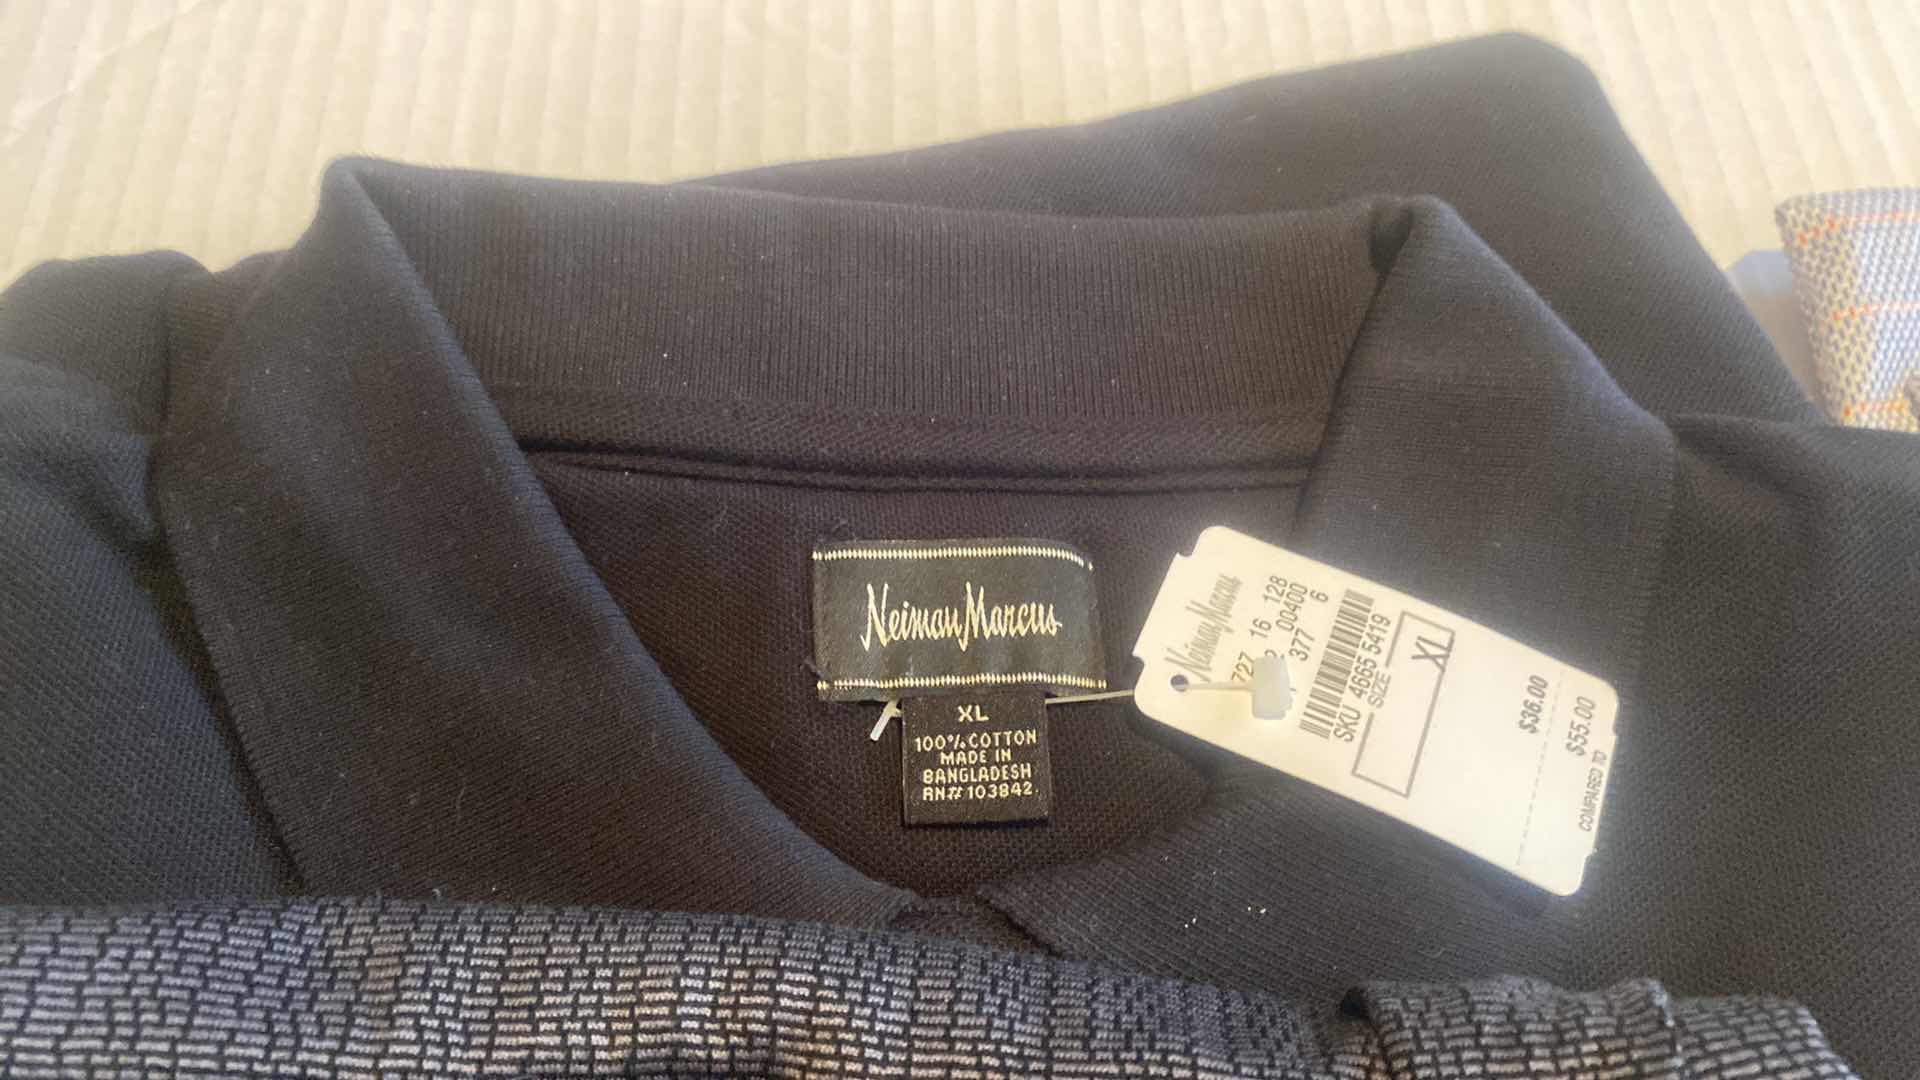 Neiman Marcus
XL
100% COTTON
MADE IN
BANGLADESH
RN# 103842
Neiman Marcus
727 16 128
00400
377 6
SKU 4665 5419
SIZE
XL
$36.00
$55.00
COMPARED TO